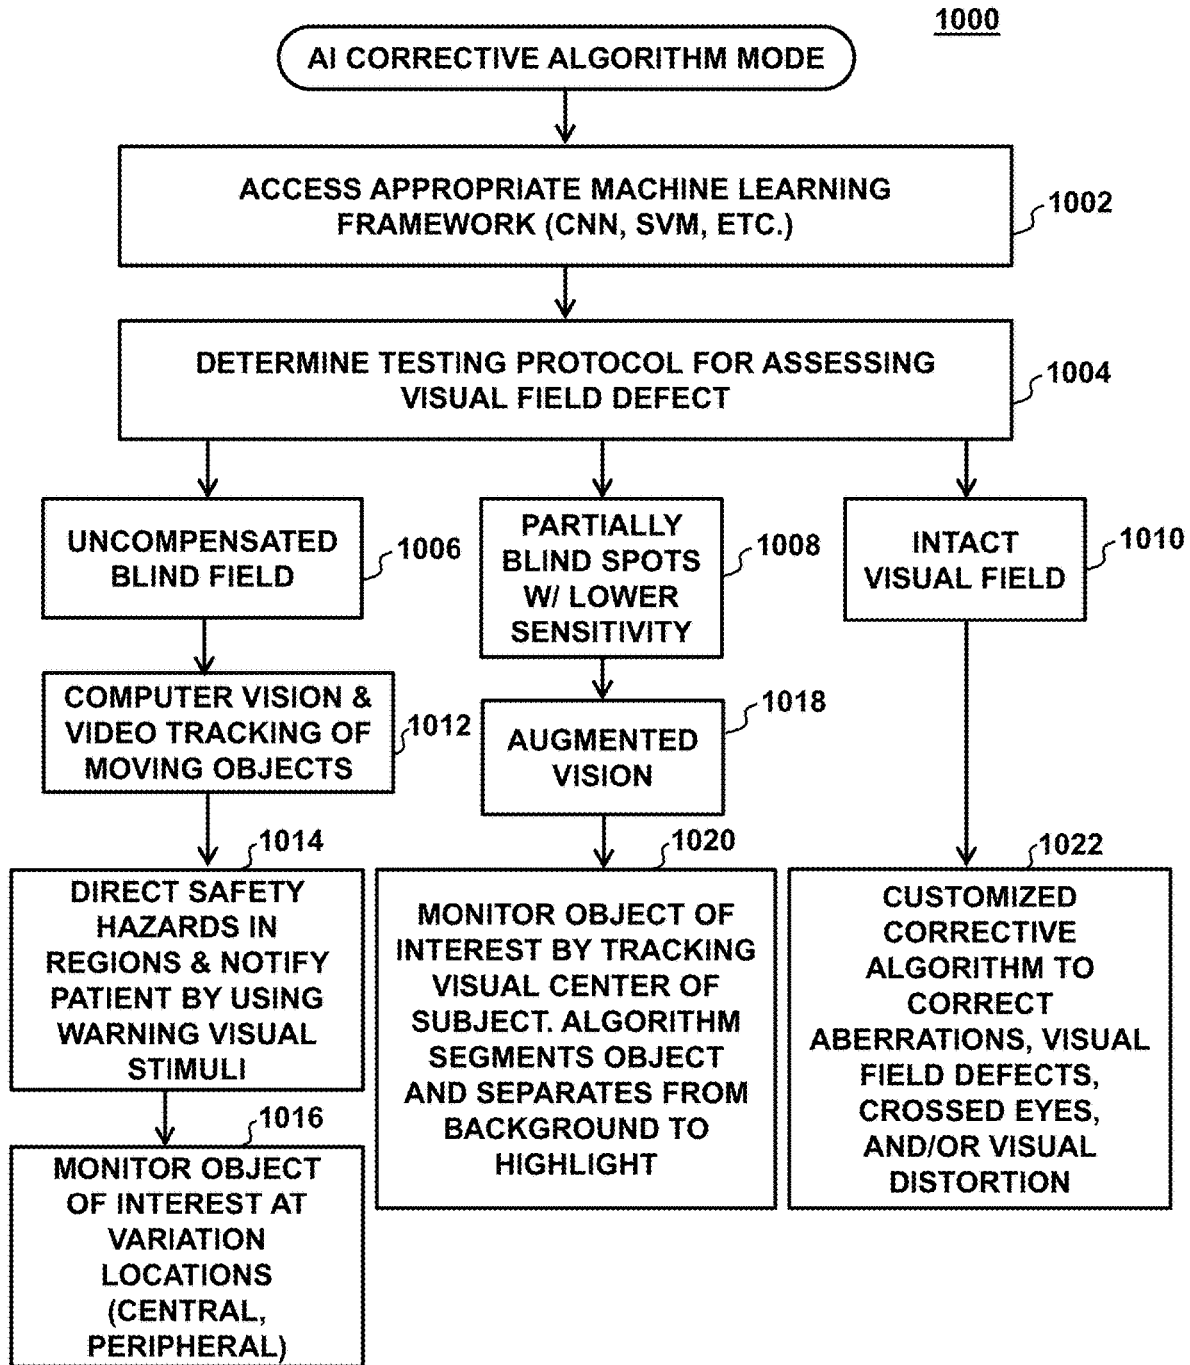 1000
AI CORRECTIVE ALGORITHM MODE
ACCESS APPROPRIATE MACHINE LEARNING
FRAMEWORK (CNN, SVM, ETC.)
1002
DETERMINE TESTING PROTOCOL FOR ASSESSING
VISUAL FIELD DEFECT
1004
UNCOMPENSATED
BLIND FIELD
1006
PARTIALLY
BLIND SPOTS
W/ LOWER
SENSITIVITY
1008
INTACT
VISUAL FIELD
1010
COMPUTER VISION &
VIDEO TRACKING OF
MOVING OBJECTS
1012
AUGMENTED
VISION
1018
1014
DIRECT SAFETY
HAZARDS IN
REGIONS & NOTIFY
PATIENT BY USING
WARNING VISUAL
STIMULI
1020
MONITOR OBJECT OF
INTEREST BY TRACKING
VISUAL CENTER OF
SUBJECT. ALGORITHM
SEGMENTS OBJECT
AND SEPARATES FROM
BACKGROUND TO
HIGHLIGHT
1022
CUSTOMIZED
CORRECTIVE
ALGORITHM TO
CORRECT
ABERRATIONS, VISUAL
FIELD DEFECTS,
CROSSED EYES,
AND/OR VISUAL
DISTORTION
1016
MONITOR OBJECT
OF INTEREST AT
VARIATION
LOCATIONS
(CENTRAL,
PERIPHERAL)